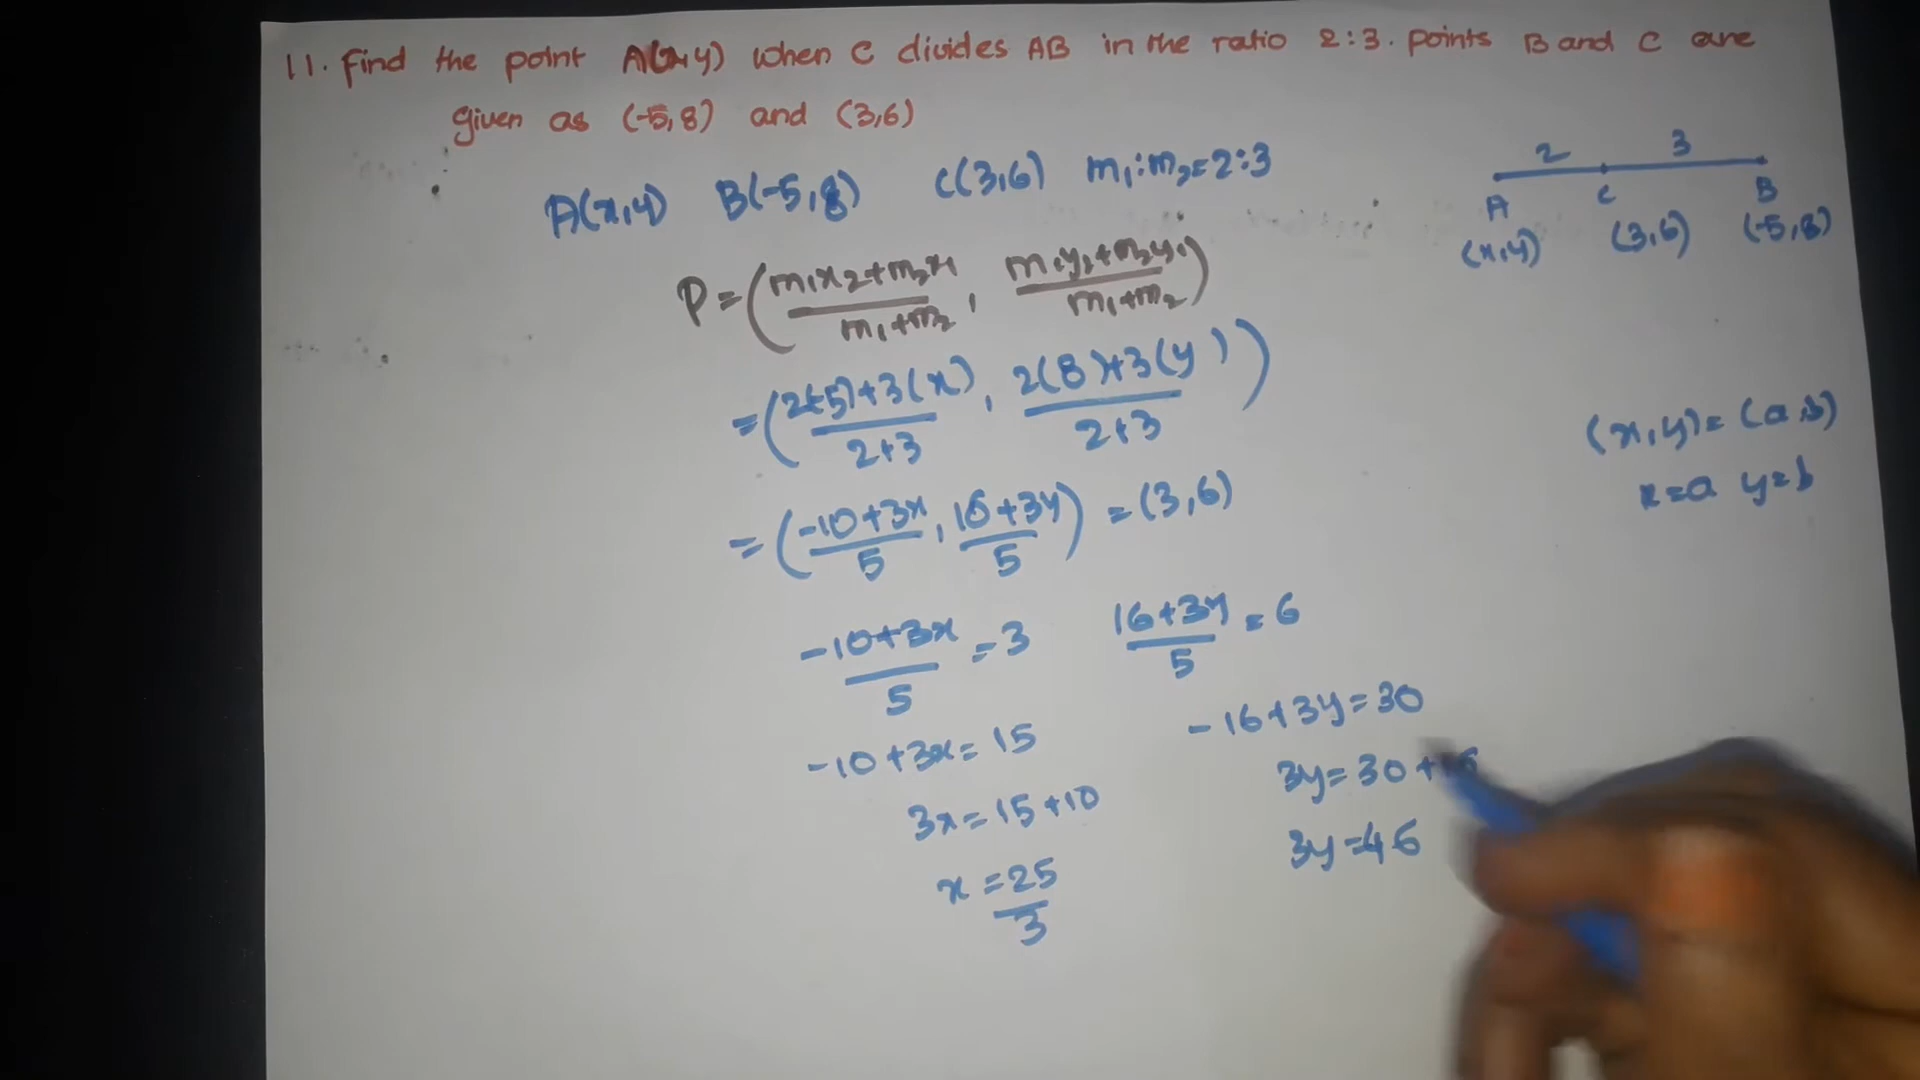 11. Find the point A(x,y) when C divides AB in the ratio 2:3. points B and C are
given as (-5,8) and (3,6)
A(x,y) B(-5,8) C(3,6) m₁:m₂=2:3
2 3
A C B
(x,y) (3,6) (-5,8)
P=(m₁x₂+m₂x₁/m₁+m₂, m₁y₂+m₂y₁/m₁+m₂)
=(2(-5)+3(x)/2+3, 2(8)+3(y)/2+3)
(x,y)=(a,b)
x=a y=b
=(-10+3x/5, 16+3y/5)=(3,6)
-10+3x/5=3 16+3y/5=6
-10+3x=15 -16+3y=30
3x=15+10 3y=30+16
x=25/3 3y=46